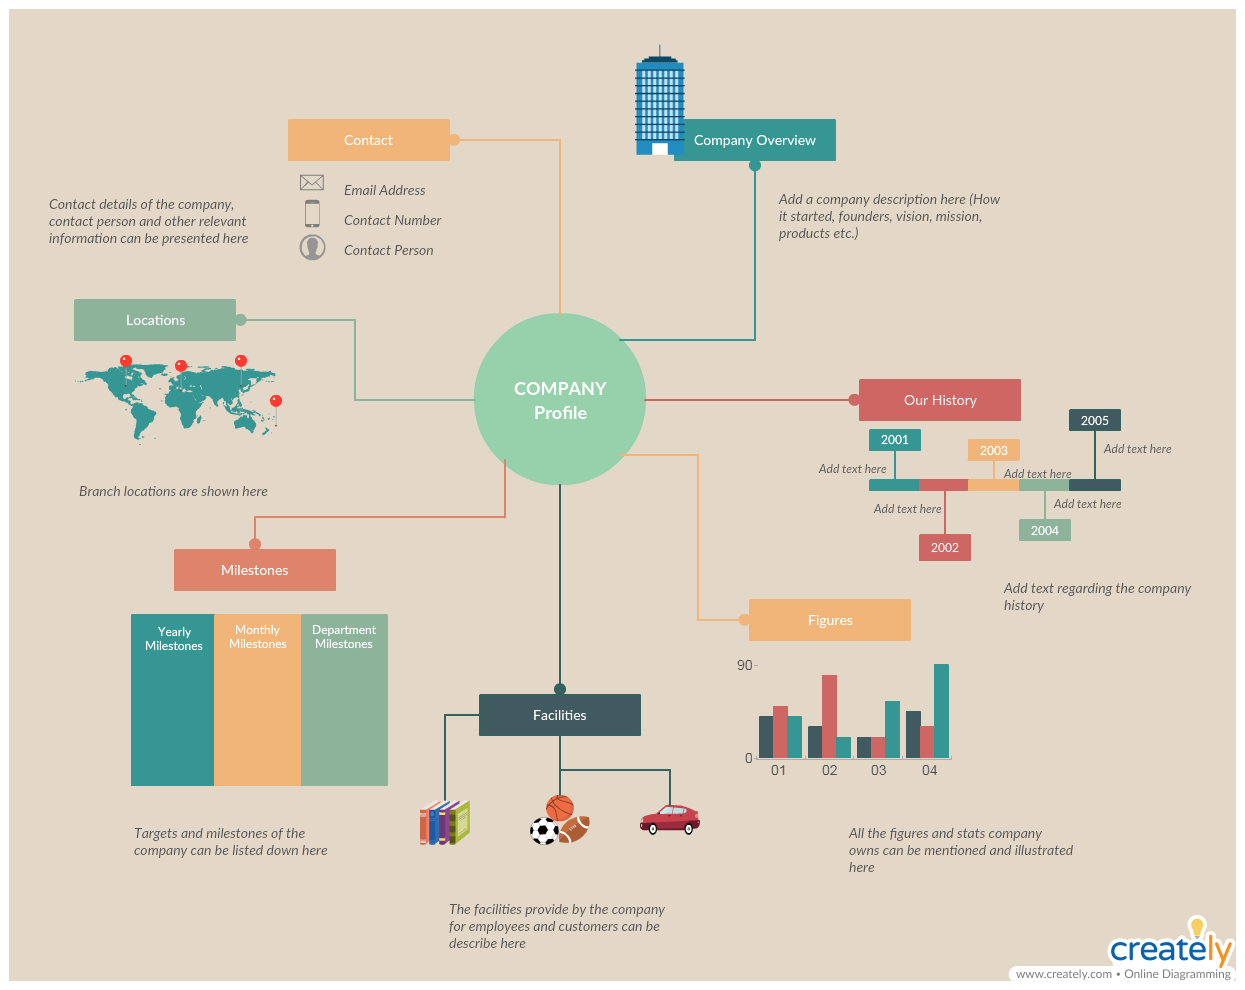 Contact
Company Overview
Email Address
Contact Number
Contact Person
Contact details of the company,
contact person and other relevant
information can be presented here
Add a company description here (How
it started, founders, vision, mission,
products etc.)
Locations
Branch locations are shown here
COMPANY
Profile
Our History
2001
2003
2005
Add text here
Add text here
Add text here
Add text here
Add text here
2002
2004
Add text regarding the company
history
Milestones
Yearly
Milestones
Monthly
Milestones
Department
Milestones
Targets and milestones of the
company can be listed down here
Facilities
The facilities provide by the company
for employees and customers can be
describe here
Figures
90
0
01
02
03
04
All the figures and stats company
owns can be mentioned and illustrated
here
creately
www.creately.com • Online Diagramming